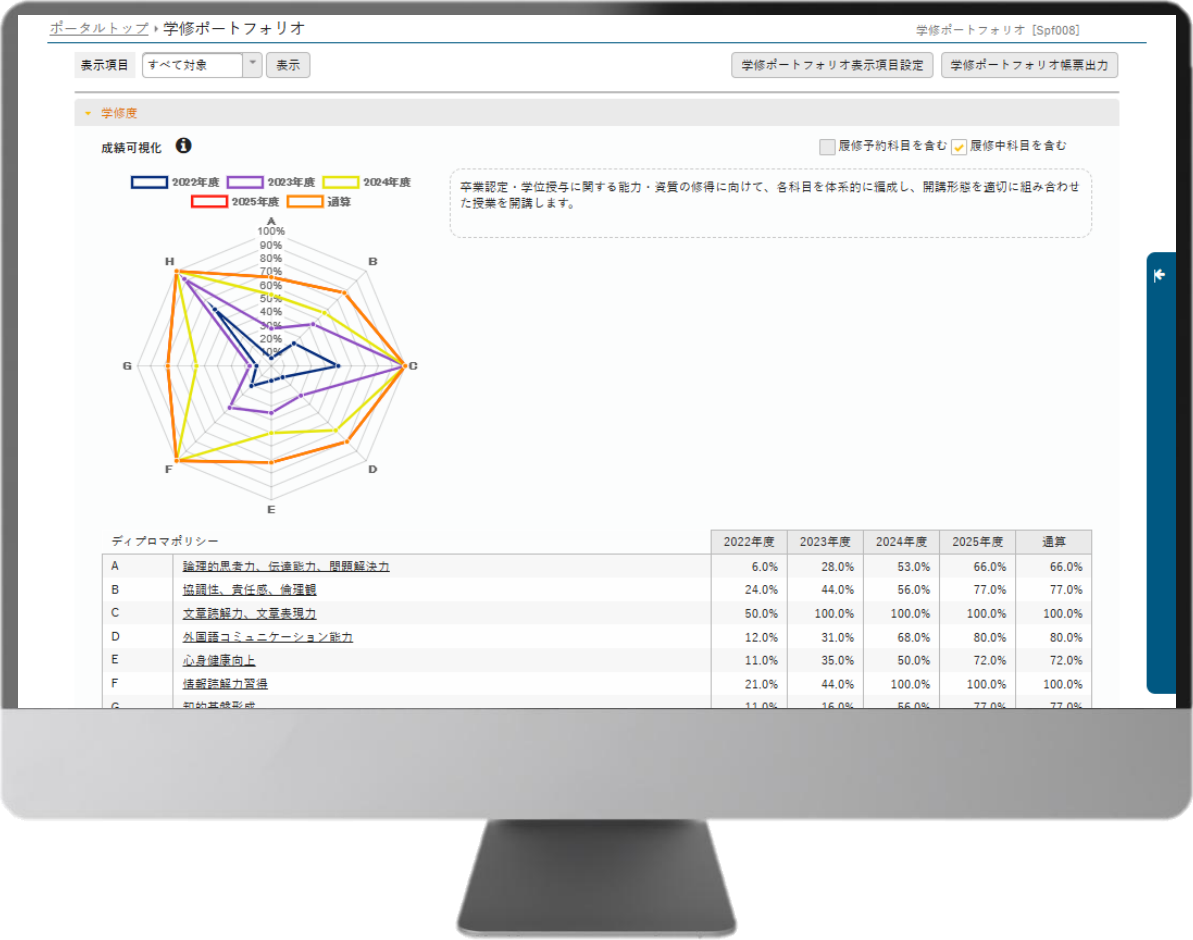 ポータルトップ 学修ポートフォリオ
学修ポートフォリオ [Spf008]
表示項目 すべて対象 表示
学修ポートフォリオ表示項目設定 学修ポートフォリオ帳票出力
学修度
成績可視化
履修予約科目を含む 履修中科目を含む
2022年度 2023年度 2024年度
2025年度 通算
卒業認定・学位授与に関する能力・資質の修得に向けて、各科目を体系的に編成し、開講形態を適切に組み合わせ
た授業を開講します。
A
100%
90%
80%
70%
60%
50%
40%
30%
20%
10%
B
C
D
E
F
G
H
ディプロマポリシー 2022年度 2023年度 2024年度 2025年度 通算
A 論理的思考力、伝達能力、問題解決力 6.0% 28.0% 53.0% 66.0% 66.0%
B 協調性、責任感、倫理観 24.0% 44.0% 56.0% 77.0% 77.0%
C 文章読解力、文章表現力 50.0% 100.0% 100.0% 100.0% 100.0%
D 外国語コミュニケーション能力 12.0% 31.0% 68.0% 80.0% 80.0%
E 心身健康向上 11.0% 35.0% 50.0% 72.0% 72.0%
F 情報読解力習得 21.0% 44.0% 100.0% 100.0% 100.0%
G 知的基盤形成 11.0% 16.0% 56.0% 77.0% 77.0%